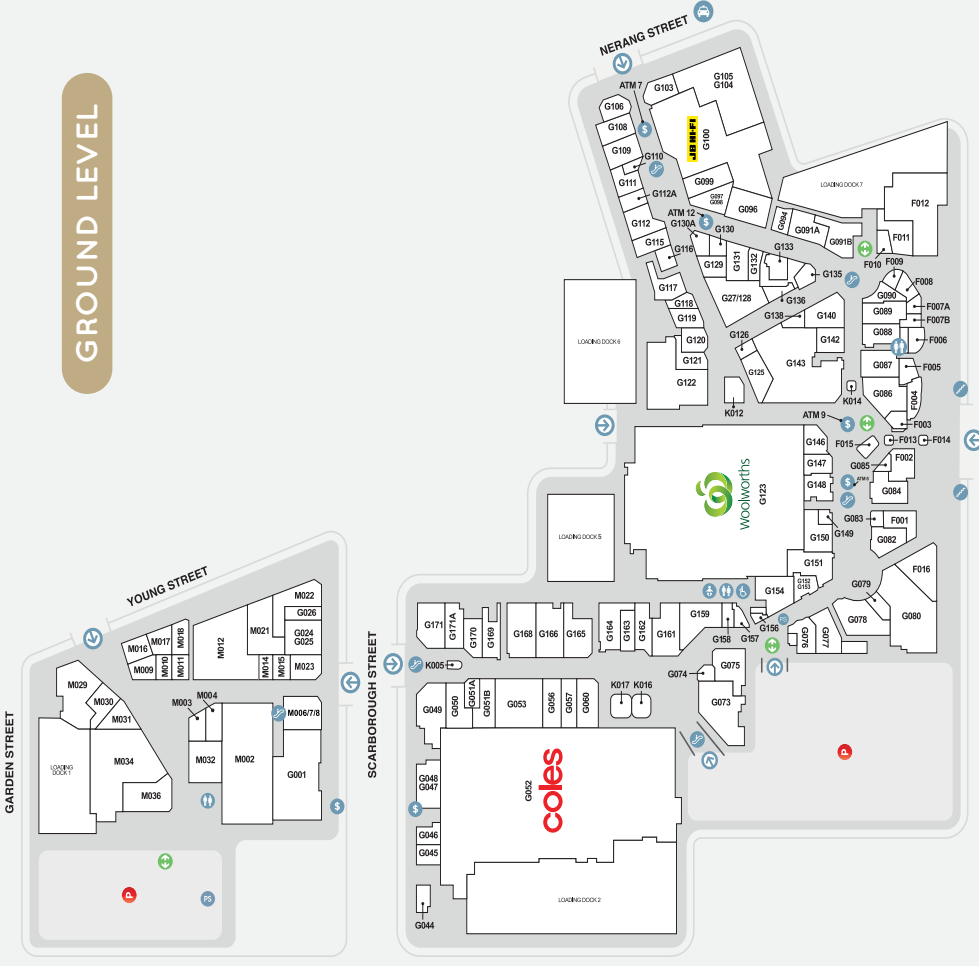 GROUND LEVEL
NERANG STREET
ATM 7
G103
G105
G104
G106
G108
G109
G110
G111
G112A
JB HI-FI
G100
G099
G097
G098
G096
ATM 12
G130A
G130
G112
G115
G116
G129
G131
G132
G133
G094
G091A
G091B
LOADING DOCK 7
F012
F011
F010
F009
F008
F007A
F007B
F006
G090
G089
G088
G135
G136
G138
G140
G142
G143
G27/128
G117
G118
G119
G120
G121
G122
G126
G125
K012
LOADING DOCK 6
G087
G086
F005
F004
F003
K014
ATM 9
F015
F013
F014
F002
G085
G084
ATM 8
G146
G147
G148
G149
G150
G151
G152
G153
G154
G156
Woolworths
G123
G083
F001
G082
F016
G079
G078
G080
G076
G077
LOADING DOCK 5
G171
G171A
G170
G169
G168
G166
G165
G164
G163
G162
G161
G159
G158
G157
PS
K005
G074
G075
G073
K017
K016
G049
G050
G051A
G051B
G053
G056
G057
G060
G048
G047
G046
G045
G044
G052
coles
LOADING DOCK 2
P
SCARBOROUGH STREET
YOUNG STREET
M022
G026
M021
G024
G025
M023
M012
M014
M015
M018
M017
M016
M009
M010
M011
M029
M030
M031
M003
M004
M006/7/8
M032
M002
G001
M034
M036
LOADING
DOCK 1
GARDEN STREET
P
PS